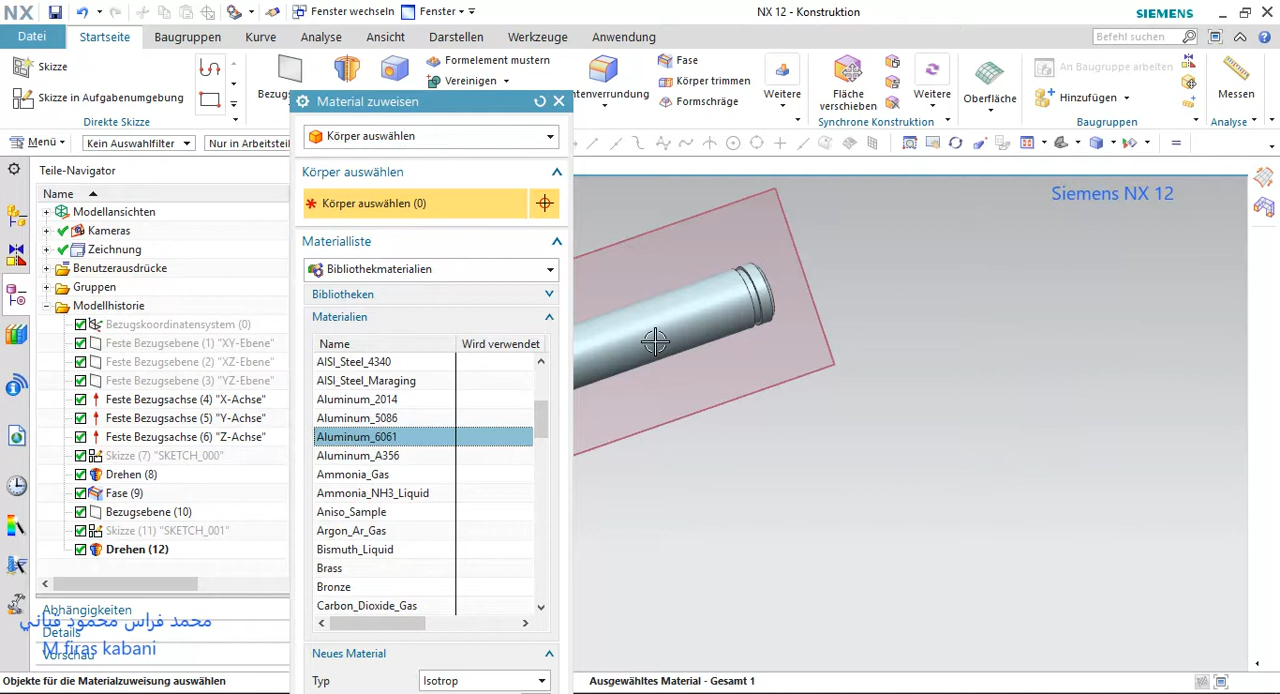 NX
Fenster wechseln
Fenster
NX 12 - Konstruktion
SIEMENS
Datei
Startseite
Baugruppen
Kurve
Analyse
Ansicht
Darstellen
Werkzeuge
Anwendung
Befehl suchen
Skizze
Skizze in Aufgabenumgebung
Direkte Skizze
Formelement mustern
Vereinigen
Fase
Körper trimmen
Formschräge
Weitere
Fläche
verschieben
Weitere
Synchrone Konstruktion
Oberfläche
An Baugruppe arbeiten
Hinzufügen
Baugruppen
Messen
Analyse
Menü
Kein Auswahlfilter
Nur in Arbeitsteil
Teile-Navigator
Name
Modellansichten
Kameras
Zeichnung
Benutzerausdrücke
Gruppen
Modellhistorie
Bezugskoordinatensystem (0)
Feste Bezugsebene (1) "XY-Ebene"
Feste Bezugsebene (2) "XZ-Ebene"
Feste Bezugsebene (3) "YZ-Ebene"
Feste Bezugsachse (4) "X-Achse"
Feste Bezugsachse (5) "Y-Achse"
Feste Bezugsachse (6) "Z-Achse"
Skizze (7) "SKETCH_000"
Drehen (8)
Fase (9)
Bezugsebene (10)
Skizze (11) "SKETCH_001"
Drehen (12)
Abhängigkeiten
محمد فراس محمود قباني
Details
M firas kabani
Vorschau
Material zuweisen
Körper auswählen
Körper auswählen
* Körper auswählen (0)
Materialliste
Bibliothekmaterialien
Bibliotheken
Materialien
Name Wird verwendet
AISI_Steel_4340
AISI_Steel_Maraging
Aluminum_2014
Aluminum_5086
Aluminum_6061
Aluminum_A356
Ammonia_Gas
Ammonia_NH3_Liquid
Aniso_Sample
Argon_Ar_Gas
Bismuth_Liquid
Brass
Bronze
Carbon_Dioxide_Gas
Neues Material
Typ Isotrop
Siemens NX 12
Objekte für die Materialzuweisung auswählen
Ausgewähltes Material - Gesamt 1